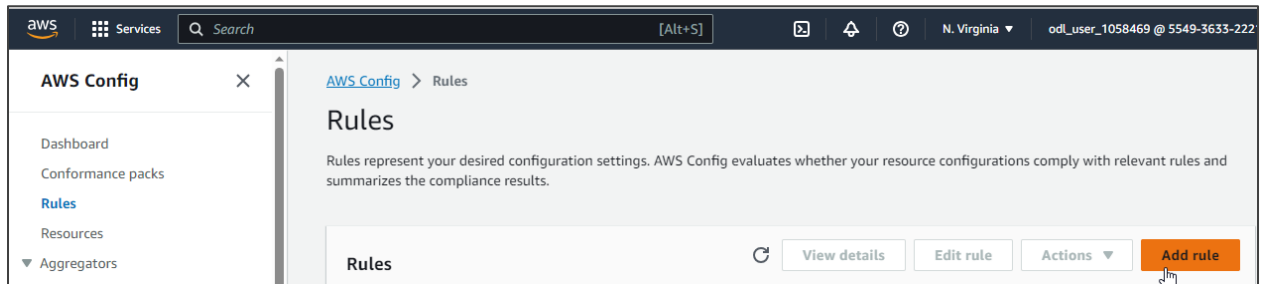 aws Services Search [Alt+S] N. Virginia ▼ odl_user_1058469 @ 5549-3633-222
AWS Config
Dashboard
Conformance packs
Rules
Resources
▼ Aggregators
AWS Config > Rules
Rules
Rules represent your desired configuration settings. AWS Config evaluates whether your resource configurations comply with relevant rules and
summarizes the compliance results.
Rules View details Edit rule Actions ▼ Add rule